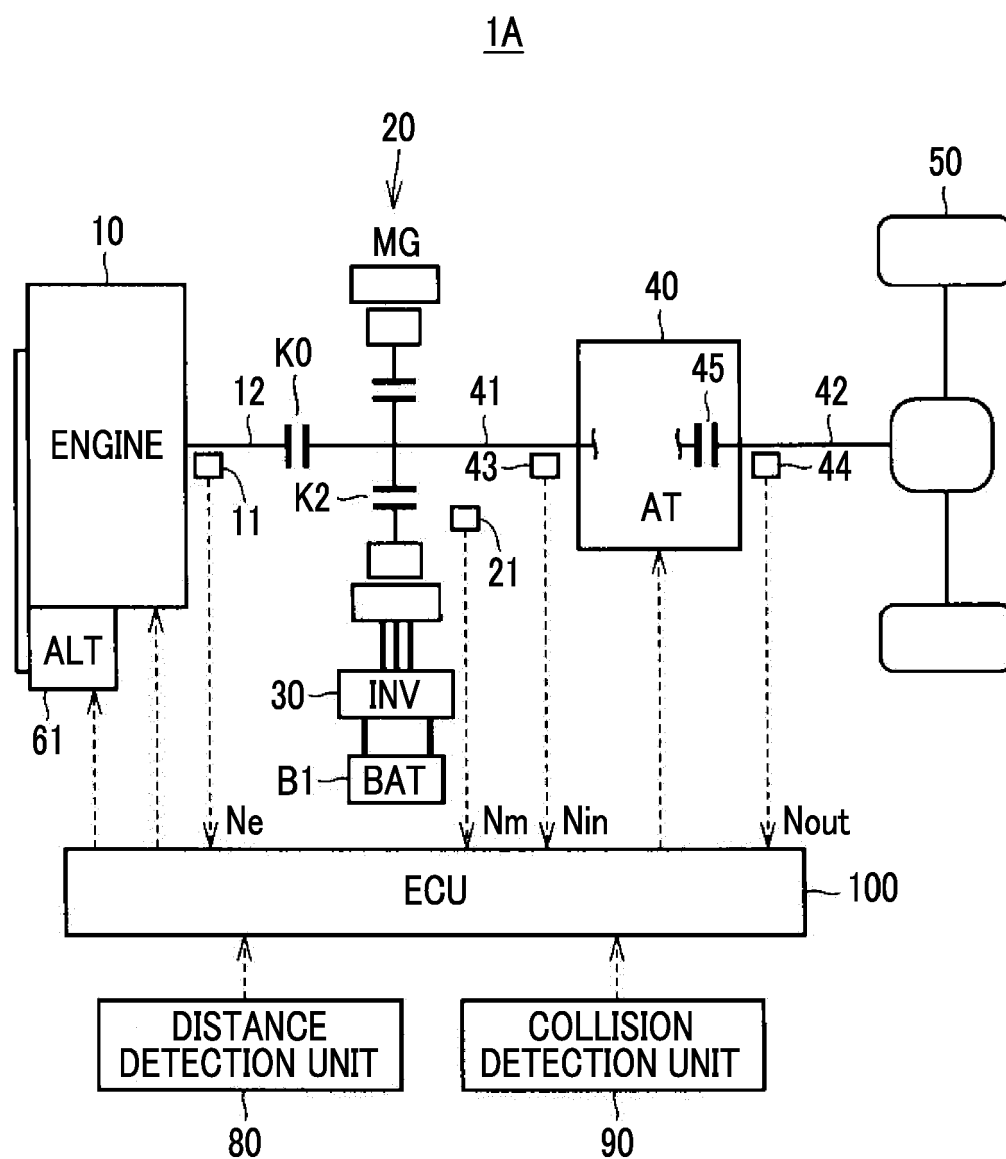 1A
20
50
10
MG
40
K0
45
12
41
42
ENGINE
43
44
K2
11
AT
21
ALT
30
INV
61
B1
BAT
Ne
Nm
Nin
Nout
ECU
100
DISTANCE
DETECTION UNIT
COLLISION
DETECTION UNIT
80
90